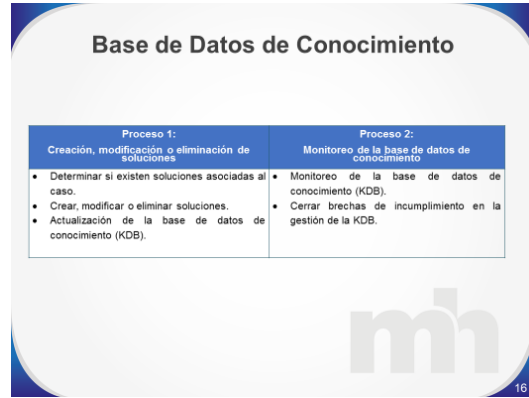 Base de Datos de Conocimiento
Proceso 1:
Creación, modificación o eliminación de
soluciones
• Determinar si existen soluciones asociadas al
caso.
• Crear, modificar o eliminar soluciones.
• Actualización de la base de datos de
conocimiento (KDB).
Proceso 2:
Monitoreo de la base de datos de
conocimiento
• Monitoreo de la base de datos de
conocimiento (KDB).
• Cerrar brechas de incumplimiento en la
gestión de la KDB.
mh
16